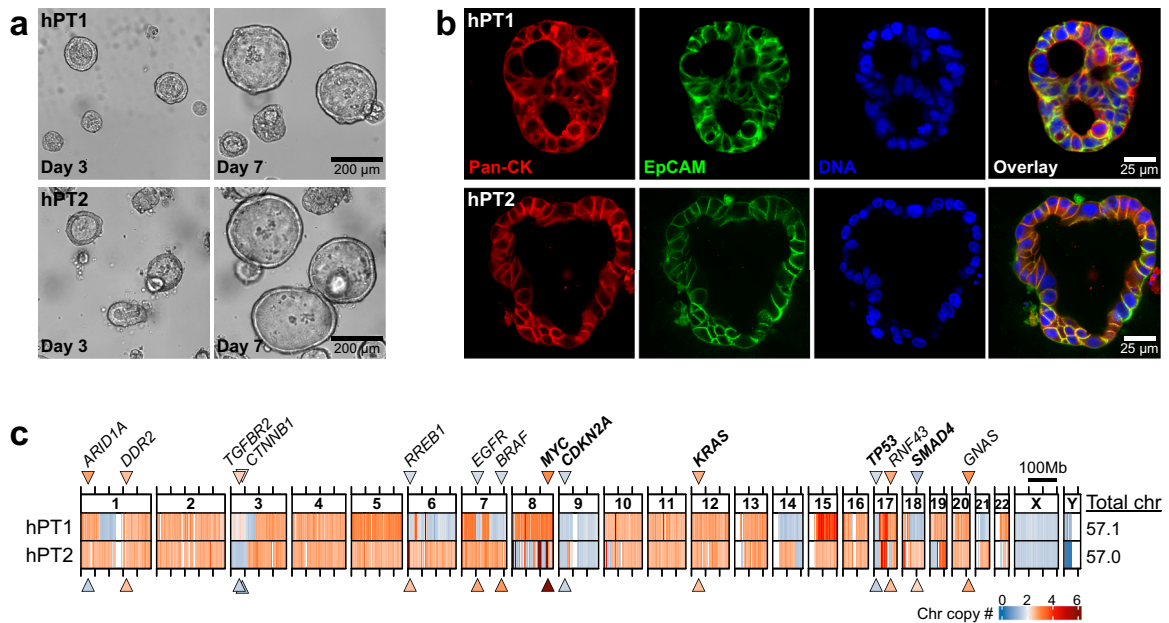 a
hPT1
Day 3
Day 7
200 µm
hPT2
Day 3
Day 7
200 µm
b
hPT1
Pan-CK
EpCAM
DNA
Overlay
25 µm
hPT2
25 µm
c
ARID1A DDR2 TGFBR2 CTNNB1 RREB1 EGFR BRAF MYC CDKN2A KRAS TP53 RNF43 SMAD4 GNAS
100Mb
1 2 3 4 5 6 7 8 9 10 11 12 13 14 15 16 17 18 19 20 21 22 X Y Total chr
hPT1 57.1
hPT2 57.0
Chr copy # 0 2 4 6